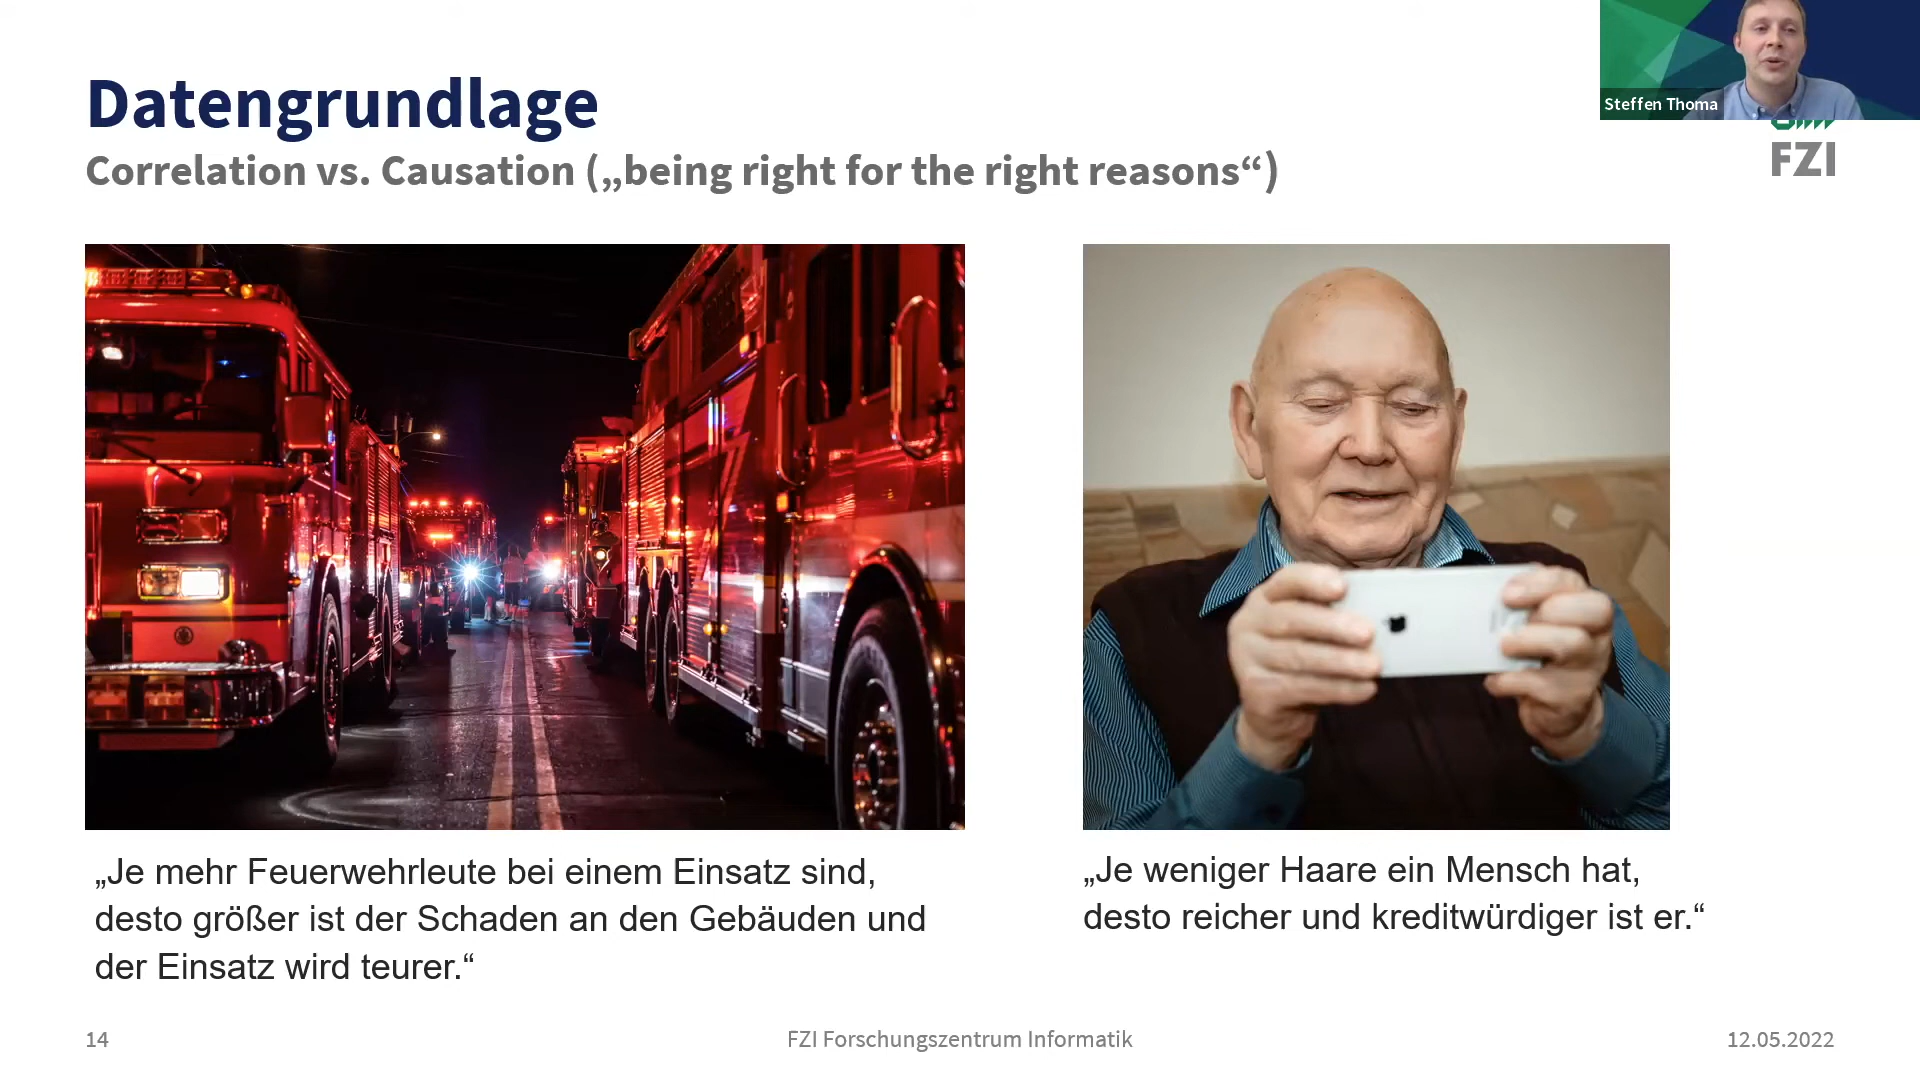 Datengrundlage
Correlation vs. Causation („being right for the right reasons“)
Steffen Thoma
FZI
„Je mehr Feuerwehrleute bei einem Einsatz sind,
desto größer ist der Schaden an den Gebäuden und
der Einsatz wird teurer.“
„Je weniger Haare ein Mensch hat,
desto reicher und kreditwürdiger ist er.“
14
FZI Forschungszentrum Informatik
12.05.2022